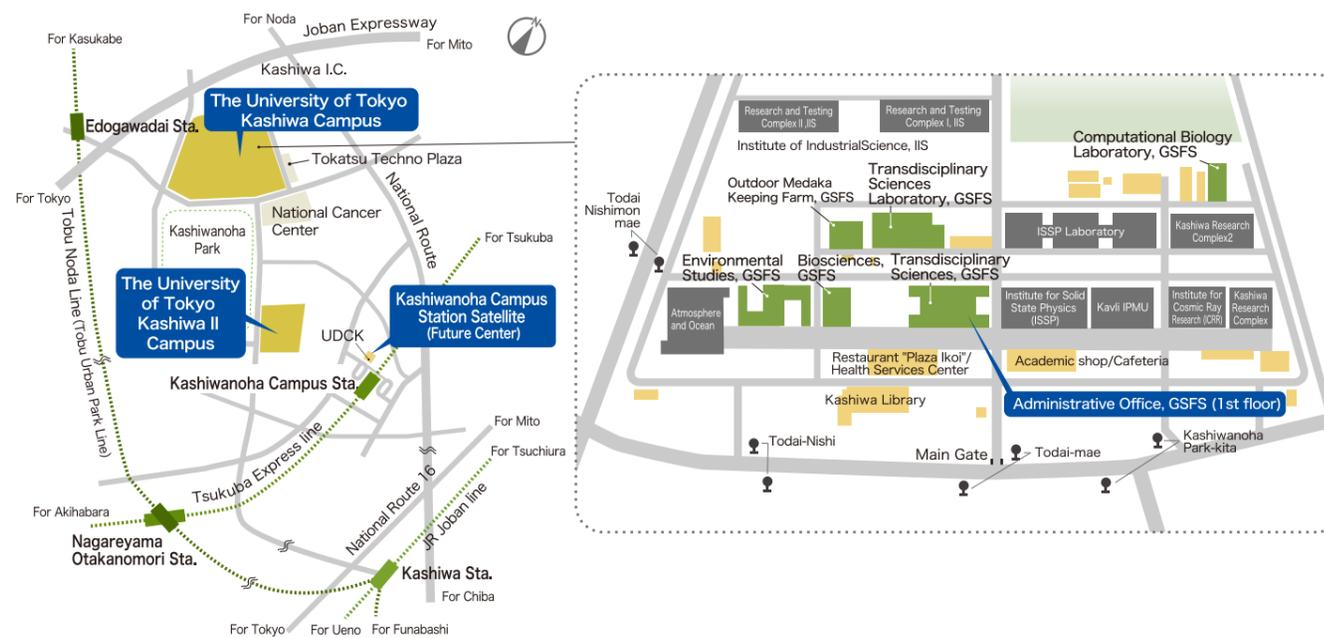 For Noda
Joban Expressway
For Mito
For Kasukabe
Kashiwa I.C.
The University of Tokyo
Kashiwa Campus
Edogawadai Sta.
Tokatsu Techno Plaza
For Tokyo
National Cancer
Center
Kashiwanoha
Park
National Route
For Tsukuba
Tobu Noda Line (Tobu Urban Park Line)
The University
of Tokyo
Kashiwa II
Campus
Kashiwanoha Campus
Station Satellite
(Future Center)
UDCK
Kashiwanoha Campus Sta.
Tsukuba Express line
For Mito
For Tsuchiura
National Route 16
JR Joban line
For Akihabara
Nagareyama
Otakanomori Sta.
Kashiwa Sta.
For Chiba
For Tokyo
For Ueno
For Funabashi
Research and Testing
Complex II ,IIS
Research and Testing
Complex I, IIS
Institute of IndustrialScience, IIS
Computational Biology
Laboratory, GSFS
Transdisciplinary
Sciences
Laboratory, GSFS
Outdoor Medaka
Keeping Farm, GSFS
Todai
Nishimon
mae
ISSP Laboratory
Kashiwa Research
Complex2
Environmental
Studies, GSFS
Biosciences,
GSFS
Transdisciplinary
Sciences, GSFS
Atmosphere
and Ocean
Institute for Solid
State Physics
(ISSP)
Kavli IPMU
Institute for
Cosmic Ray
Research (ICRR)
Kashiwa
Research
Complex
Restaurant "Plaza Ikoi"/
Health Services Center
Academic shop/Cafeteria
Kashiwa Library
Administrative Office, GSFS (1st floor)
Todai-Nishi
Main Gate
Todai-mae
Kashiwanoha
Park-kita